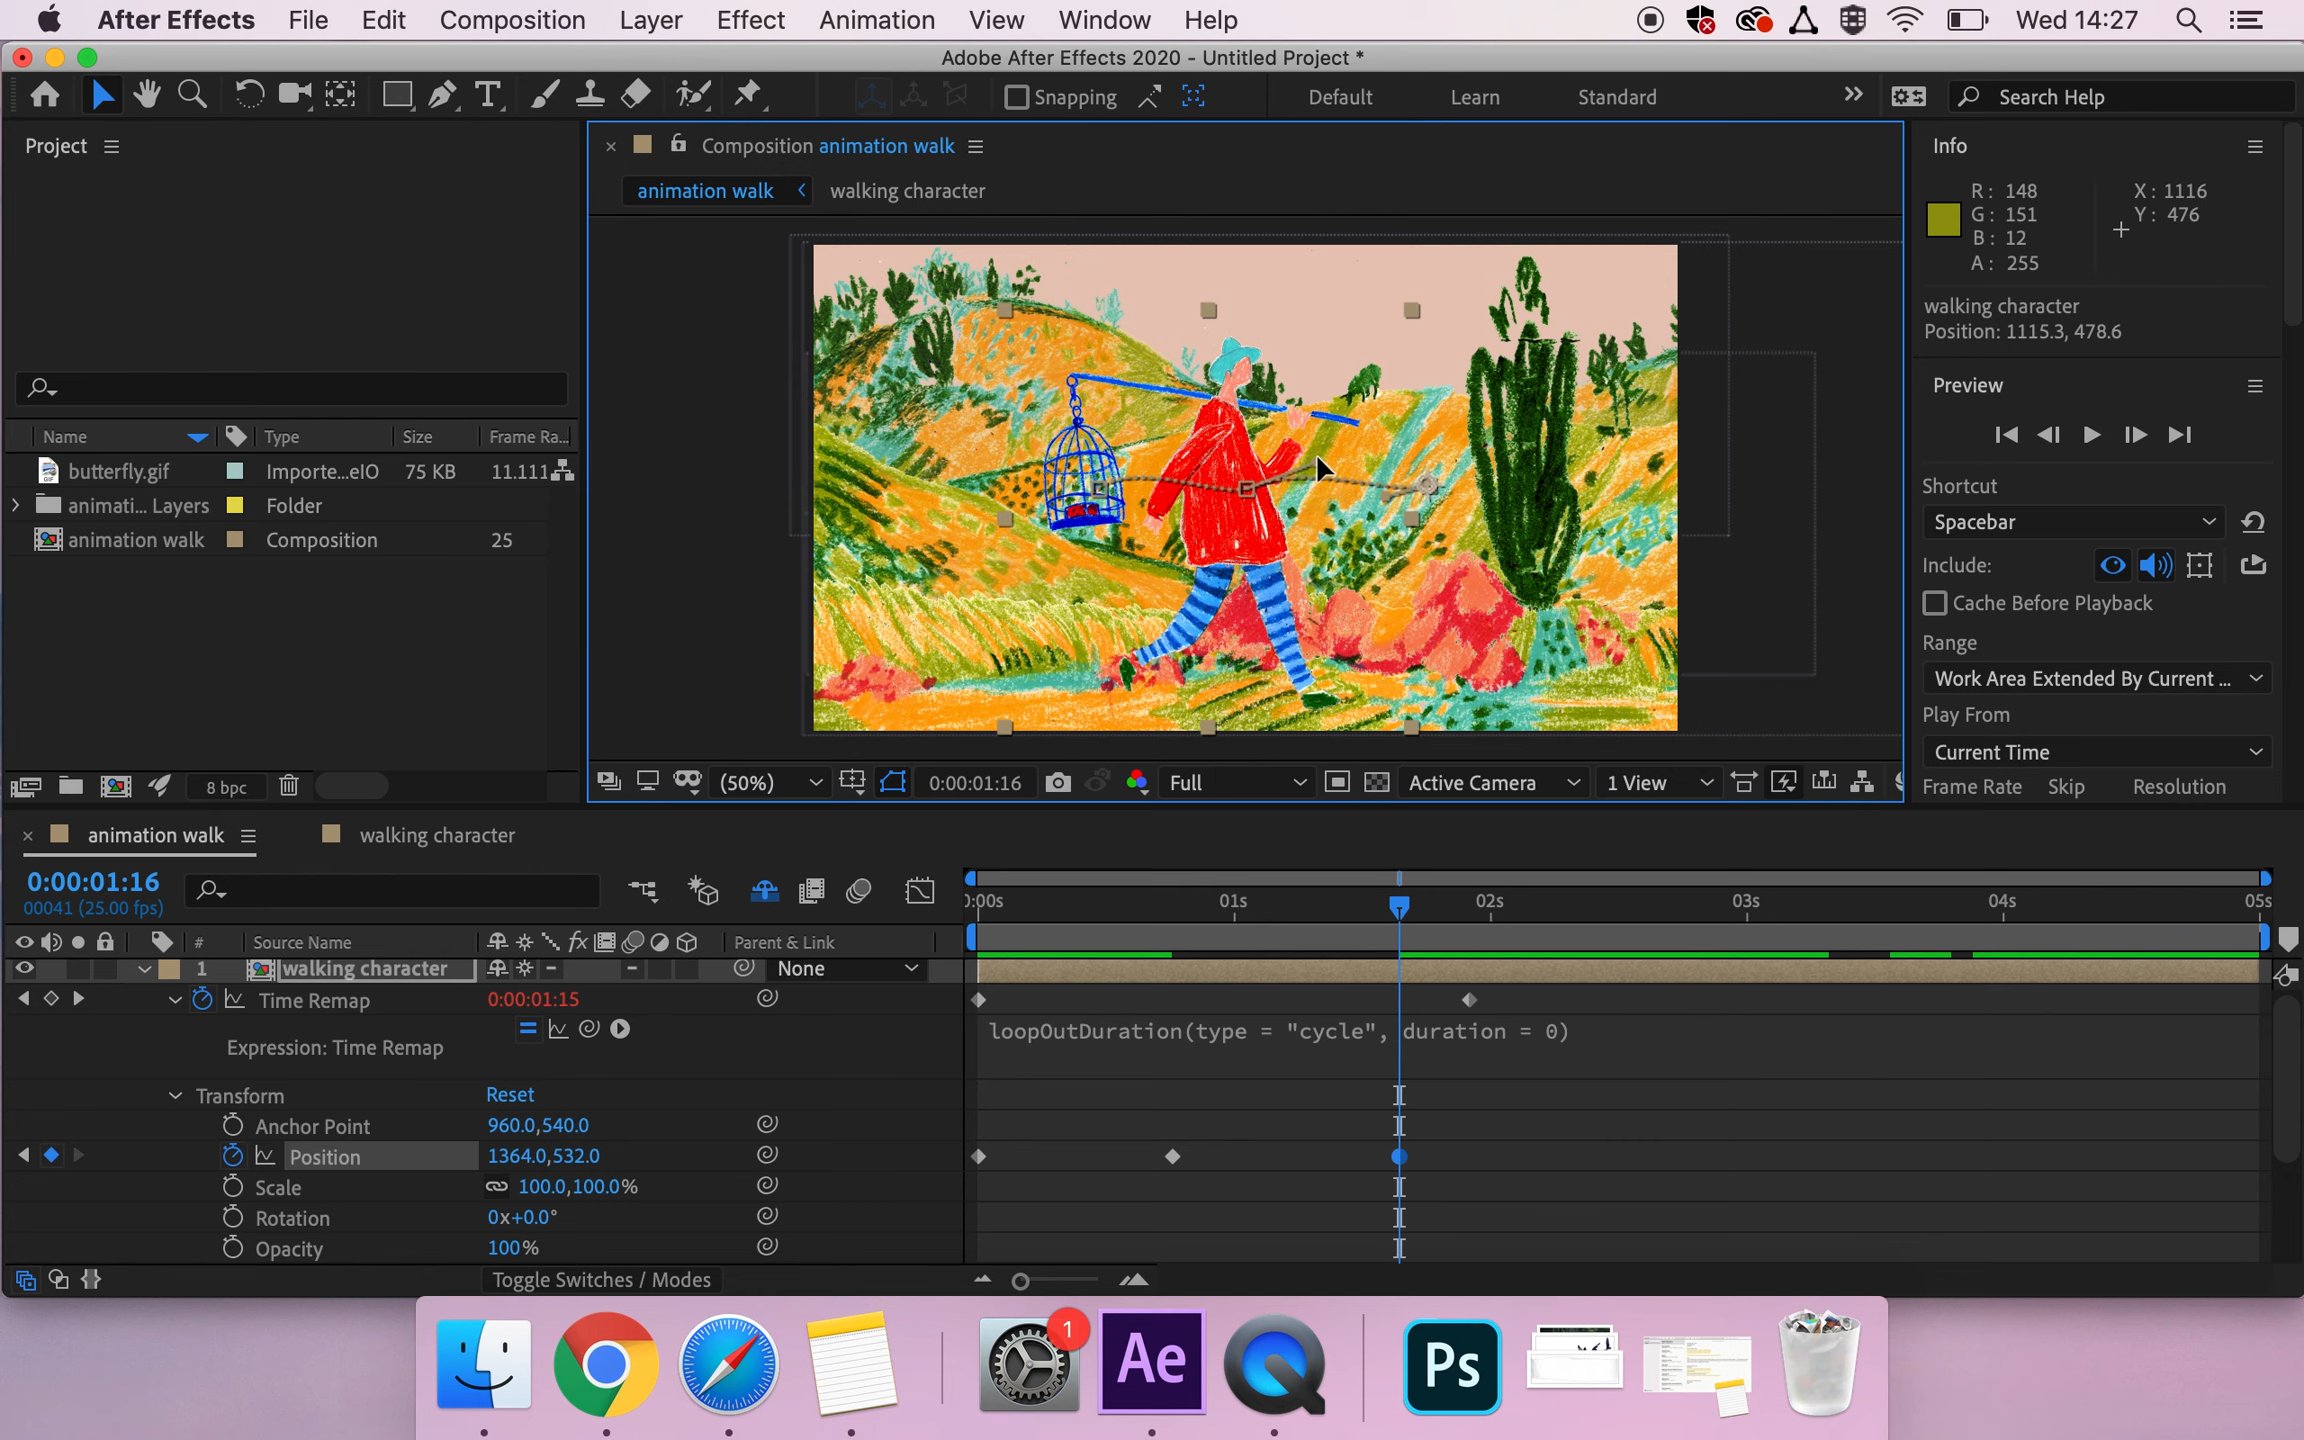 After Effects File Edit Composition Layer Effect Animation View Window Help Wed 14:27
Adobe After Effects 2020 - Untitled Project *
Snapping Default Learn Standard Search Help
Project
Composition animation walk
animation walk walking character
Info
R: 148
G: 151
B: 12
A: 255
X: 1116
Y: 476
walking character
Position: 1115.3, 478.6
Preview
Shortcut
Spacebar
Include:
Cache Before Playback
Range
Work Area Extended By Current ...
Play From
Current Time
Frame Rate Skip Resolution
Name Type Size Frame Ra...
butterfly.gif Importe...eIO 75 KB 11.111
animati... Layers Folder
animation walk Composition 25
8 bpc
(50%) 0:00:01:16 Full Active Camera 1 View
animation walk walking character
0:00:01:16
00041 (25.00 fps)
):00s 01s 02s 03s 04s 05s
# Source Name fx Parent & Link
1 walking character None
Time Remap 0:00:01:15
loopOutDuration(type = "cycle", duration = 0)
Expression: Time Remap
Transform Reset
Anchor Point 960.0,540.0
Position 1364.0,532.0
Scale 100.0,100.0%
Rotation 0x+0.0°
Opacity 100%
Toggle Switches / Modes
1
Ae
Ps